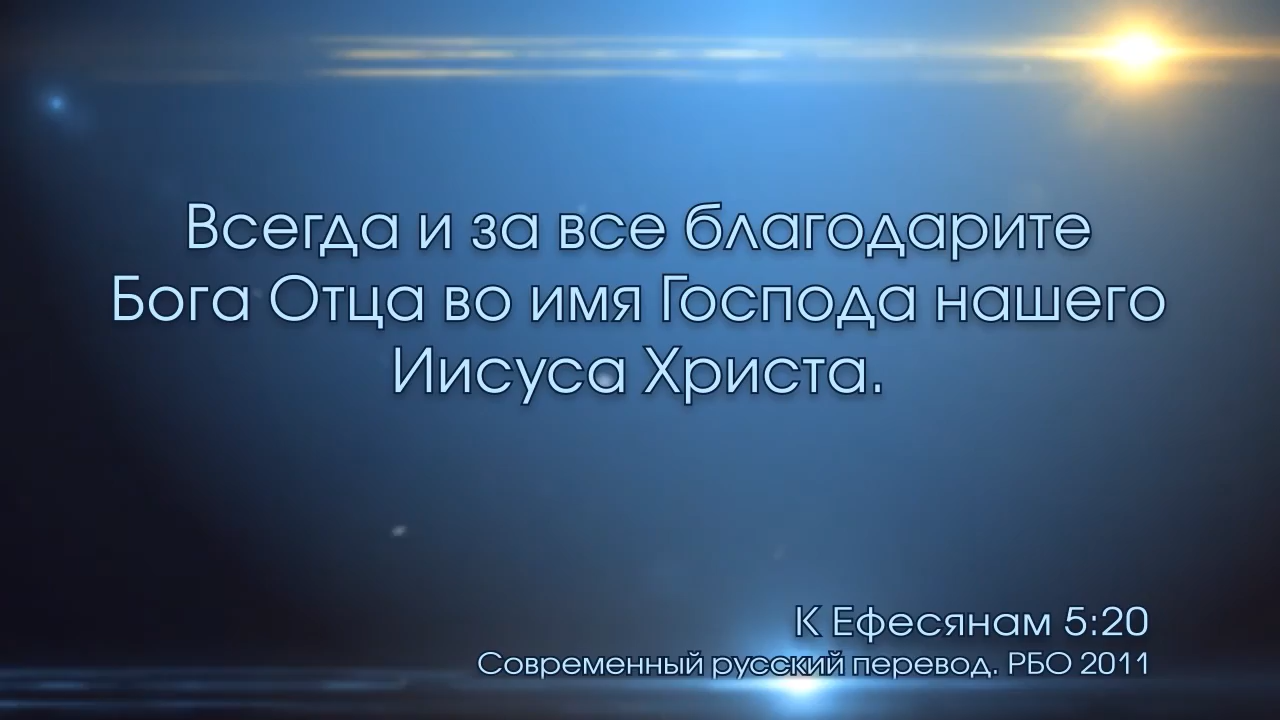 Всегда и за все благодарите
Бога Отца во имя Господа нашего
Иисуса Христа.
К Ефесянам 5:20
Современный русский перевод. РБО 2011